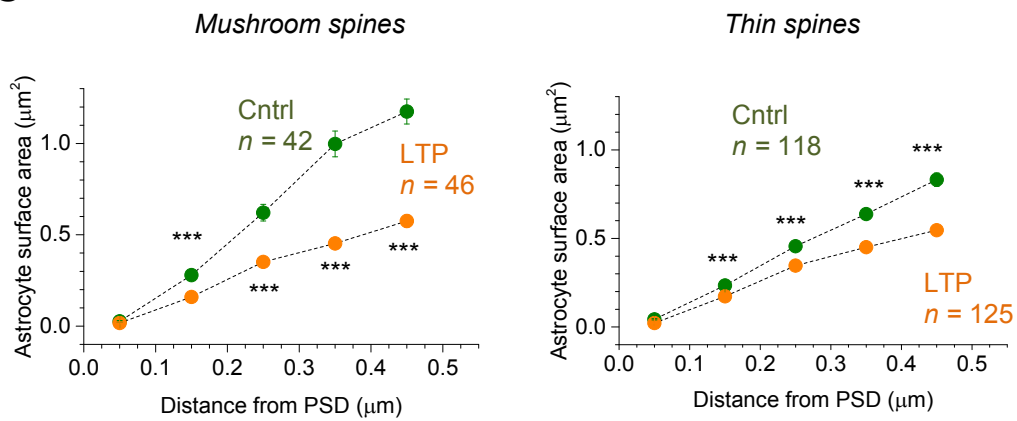 Mushroom spines
Astrocyte surface area (μm²)
1.0
0.5
0.0
Cntrl
n = 42
LTP
n = 46
***
***
***
***
0.0 0.1 0.2 0.3 0.4 0.5
Distance from PSD (μm)
Thin spines
Astrocyte surface area (μm²)
1.0
0.5
0.0
Cntrl
n = 118
***
***
***
***
LTP
n = 125
0.0 0.1 0.2 0.3 0.4 0.5
Distance from PSD (μm)